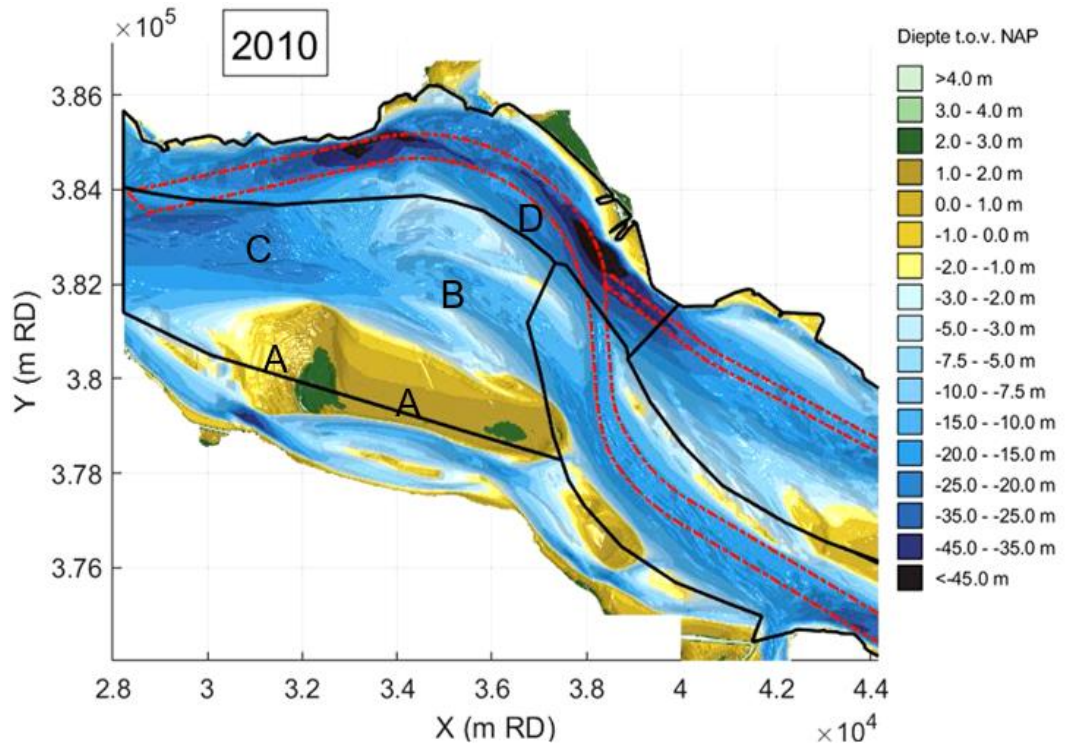 ×10⁵
2010
Diepte t.o.v. NAP
>4.0 m
3.0 - 4.0 m
2.0 - 3.0 m
1.0 - 2.0 m
0.0 - 1.0 m
-1.0 - 0.0 m
-2.0 - -1.0 m
-3.0 - -2.0 m
-5.0 - -3.0 m
-7.5 - -5.0 m
-10.0 - -7.5 m
-15.0 - -10.0 m
-20.0 - -15.0 m
-25.0 - -20.0 m
-35.0 - -25.0 m
-45.0 - -35.0 m
<-45.0 m
3.86
3.84
3.82
3.8
3.78
3.76
Y (m RD)
D
C
B
A
A
2.8 3 3.2 3.4 3.6 3.8 4 4.2 4.4
X (m RD)
×10⁴